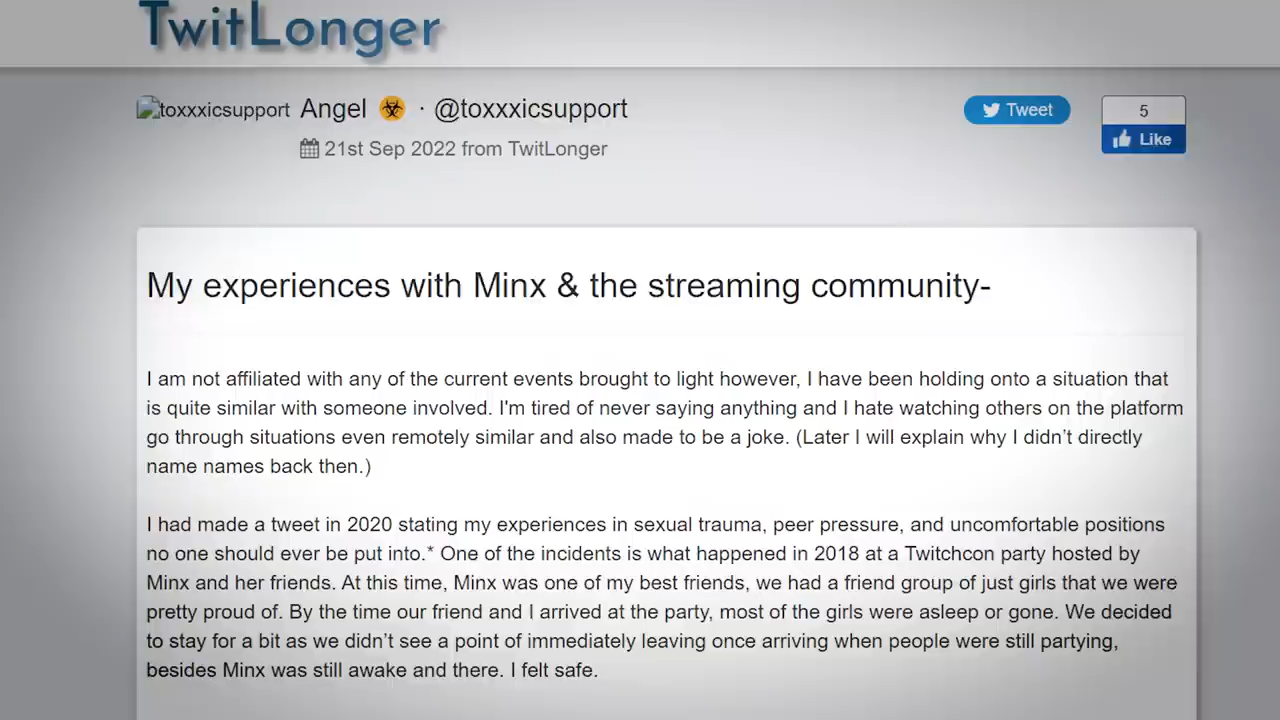 TwitLonger
toxxxicsupport Angel ☣ · @toxxxicsupport
Tweet
5
Like
21st Sep 2022 from TwitLonger
My experiences with Minx & the streaming community-
I am not affiliated with any of the current events brought to light however, I have been holding onto a situation that
is quite similar with someone involved. I'm tired of never saying anything and I hate watching others on the platform
go through situations even remotely similar and also made to be a joke. (Later I will explain why I didn’t directly
name names back then.)
I had made a tweet in 2020 stating my experiences in sexual trauma, peer pressure, and uncomfortable positions
no one should ever be put into.* One of the incidents is what happened in 2018 at a Twitchcon party hosted by
Minx and her friends. At this time, Minx was one of my best friends, we had a friend group of just girls that we were
pretty proud of. By the time our friend and I arrived at the party, most of the girls were asleep or gone. We decided
to stay for a bit as we didn’t see a point of immediately leaving once arriving when people were still partying,
besides Minx was still awake and there. I felt safe.